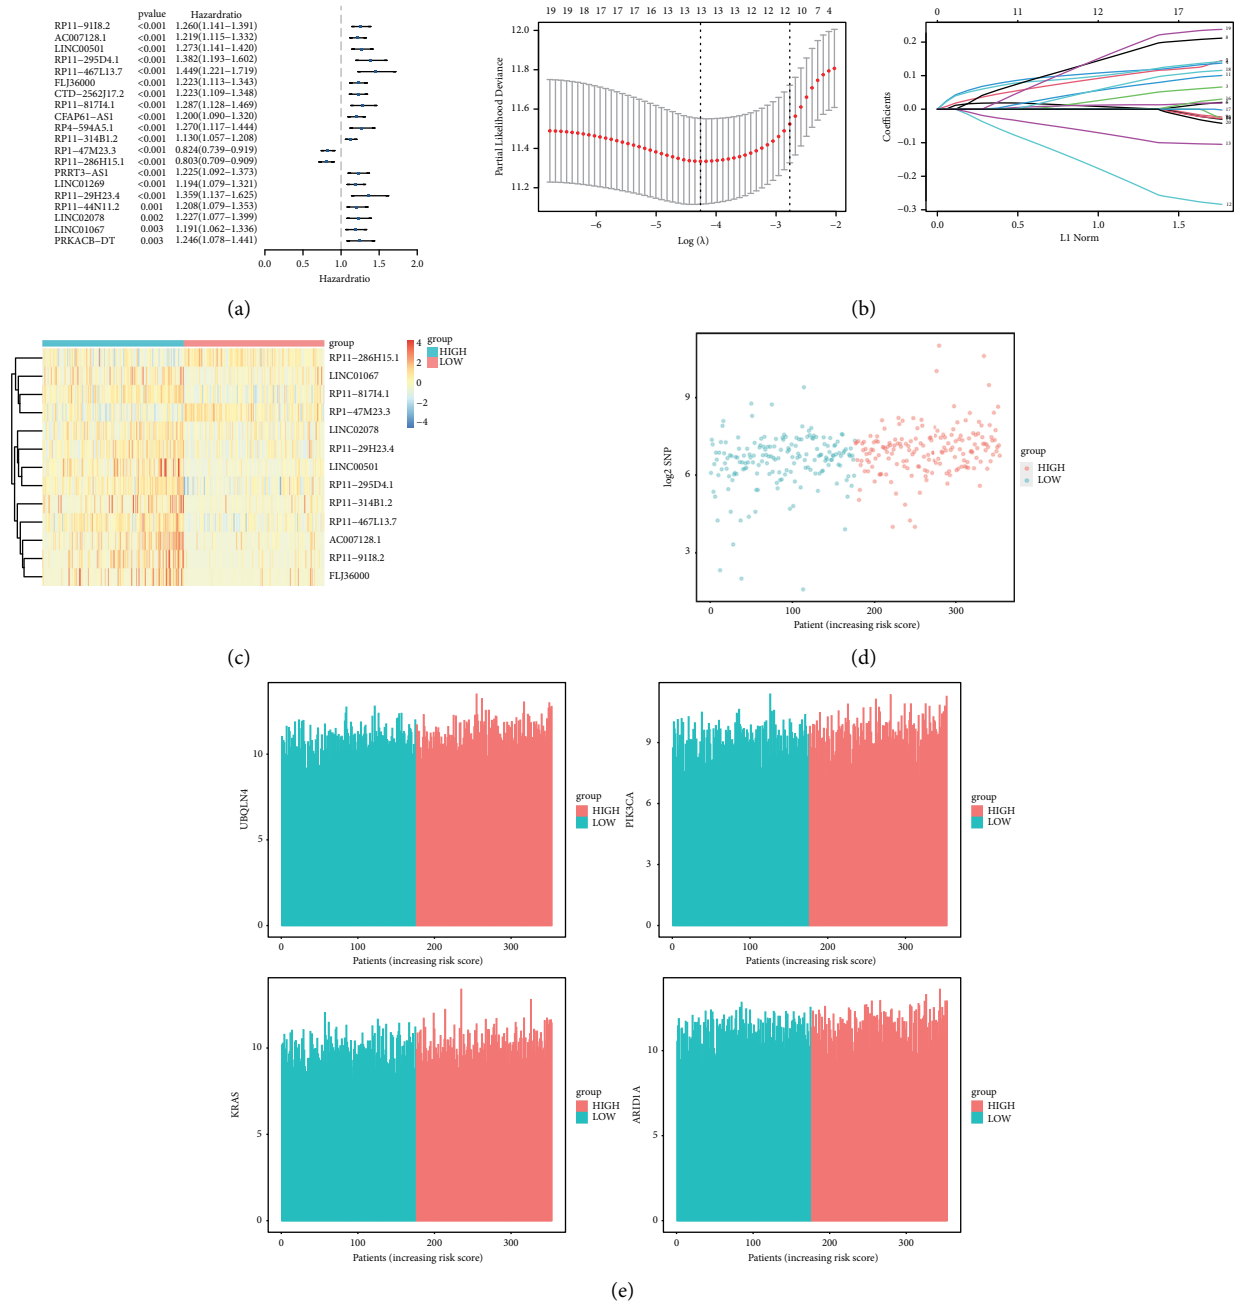 pvalue Hazardratio
RP11−91I8.2 <0.001 1.260(1.141−1.391)
AC007128.1 <0.001 1.219(1.115−1.332)
LINC00501 <0.001 1.273(1.141−1.420)
RP11−295D4.1 <0.001 1.382(1.193−1.602)
RP11−467L13.7 <0.001 1.449(1.221−1.719)
FLJ36000 <0.001 1.223(1.113−1.343)
CTD−2562J17.2 <0.001 1.223(1.109−1.348)
RP11−817I4.1 <0.001 1.287(1.128−1.469)
CFAP61−AS1 <0.001 1.200(1.090−1.320)
RP4−594A5.1 <0.001 1.270(1.117−1.444)
RP11−314B1.2 <0.001 1.130(1.057−1.208)
RP1−47M23.3 <0.001 0.824(0.739−0.919)
RP11−286H15.1 <0.001 0.803(0.709−0.909)
PRRT3−AS1 <0.001 1.225(1.092−1.373)
LINC01269 <0.001 1.194(1.079−1.321)
RP11−29H23.4 <0.001 1.359(1.137−1.625)
RP11−44N11.2 0.001 1.208(1.079−1.353)
LINC02078 0.002 1.227(1.077−1.399)
LINC01067 0.003 1.191(1.062−1.336)
PRKACB−DT 0.003 1.246(1.078−1.441)
0.0 0.5 1.0 1.5 2.0
Hazardratio
(a)
19 19 18 17 17 17 16 13 13 13 13 13 12 12 12 10 7 4
12.0
11.8
11.6
11.4
11.2
Partial Likelihood Deviance
−6 −5 −4 −3 −2
Log (λ)
0 11 12 17
0.2
0.1
0.0
−0.1
−0.2
−0.3
Coefficients
19
8
18
11
3
17
13
12
0.0 0.5 1.0 1.5
L1 Norm
(b)
group
RP11−286H15.1
LINC01067
RP11−817I4.1
RP1−47M23.3
LINC02078
RP11−29H23.4
LINC00501
RP11−295D4.1
RP11−314B1.2
RP11−467L13.7
AC007128.1
RP11−91I8.2
FLJ36000
4
2
0
−2
−4
group
HIGH
LOW
(c)
9
6
3
log2 SNP
0 100 200 300
Patient (increasing risk score)
group
HIGH
LOW
(d)
10
5
0
UBQLN4
0 100 200 300
Patients (increasing risk score)
group
HIGH
LOW
9
6
3
0
PIK3CA
0 100 200 300
Patients (increasing risk score)
group
HIGH
LOW
10
5
0
KRAS
0 100 200 300
Patients (increasing risk score)
group
HIGH
LOW
10
5
0
ARID1A
0 100 200 300
Patients (increasing risk score)
group
HIGH
LOW
(e)